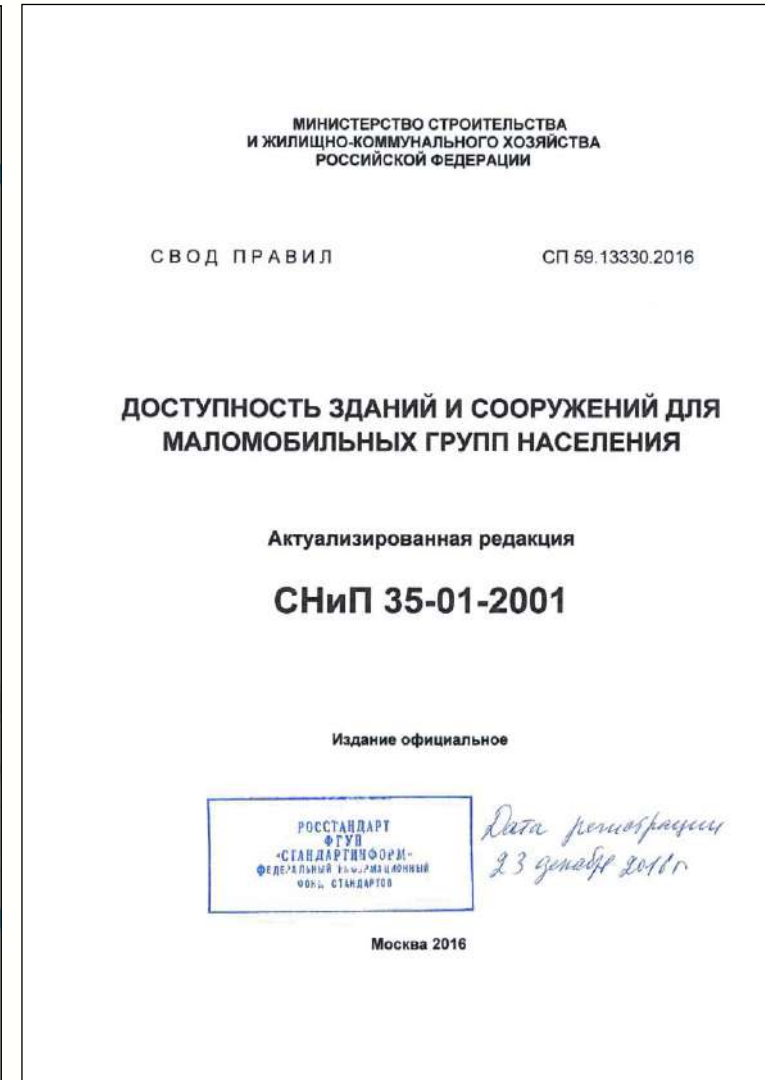 МИНИСТЕРСТВО СТРОИТЕЛЬСТВА
И ЖИЛИЩНО-КОММУНАЛЬНОГО ХОЗЯЙСТВА
РОССИЙСКОЙ ФЕДЕРАЦИИ
СВОД ПРАВИЛ СП 59.13330.2016
ДОСТУПНОСТЬ ЗДАНИЙ И СООРУЖЕНИЙ ДЛЯ
МАЛОМОБИЛЬНЫХ ГРУПП НАСЕЛЕНИЯ
Актуализированная редакция
СНиП 35-01-2001
Издание официальное
РОССТАНДАРТ
ФГУП
«СТАНДАРТИНФОРМ»
ФЕДЕРАЛЬНЫЙ ИНФОРМАЦИОННЫЙ
ФОНД СТАНДАРТОВ
Дата регистрации
23 декабря 2016 г
Москва 2016